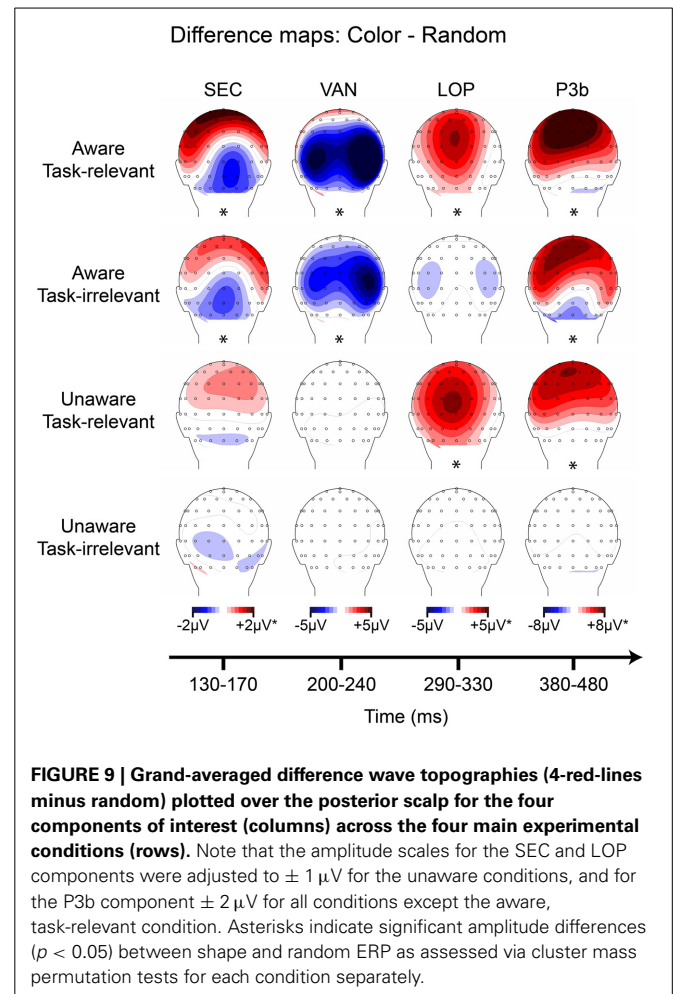 Difference maps: Color - Random
SEC VAN LOP P3b
Aware
Task-relevant
* * * *
Aware
Task-irrelevant
* * *
Unaware
Task-relevant
* *
Unaware
Task-irrelevant
-2µV +2µV* -5µV +5µV -5µV +5µV* -8µV +8µV*
130-170 200-240 290-330 380-480
Time (ms)
FIGURE 9 | Grand-averaged difference wave topographies (4-red-lines
minus random) plotted over the posterior scalp for the four
components of interest (columns) across the four main experimental
conditions (rows). Note that the amplitude scales for the SEC and LOP
components were adjusted to ± 1 µV for the unaware conditions, and for
the P3b component ± 2 µV for all conditions except the aware,
task-relevant condition. Asterisks indicate significant amplitude differences
(p < 0.05) between shape and random ERP as assessed via cluster mass
permutation tests for each condition separately.